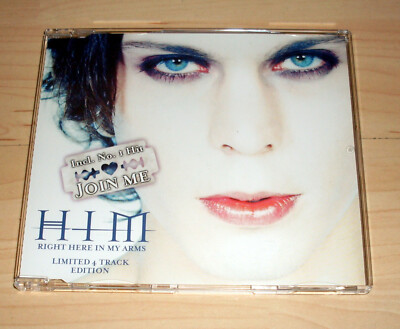 Incl. No. 1 Hit
JOIN ME
HIM
RIGHT HERE IN MY ARMS
LIMITED 4 TRACK
EDITION